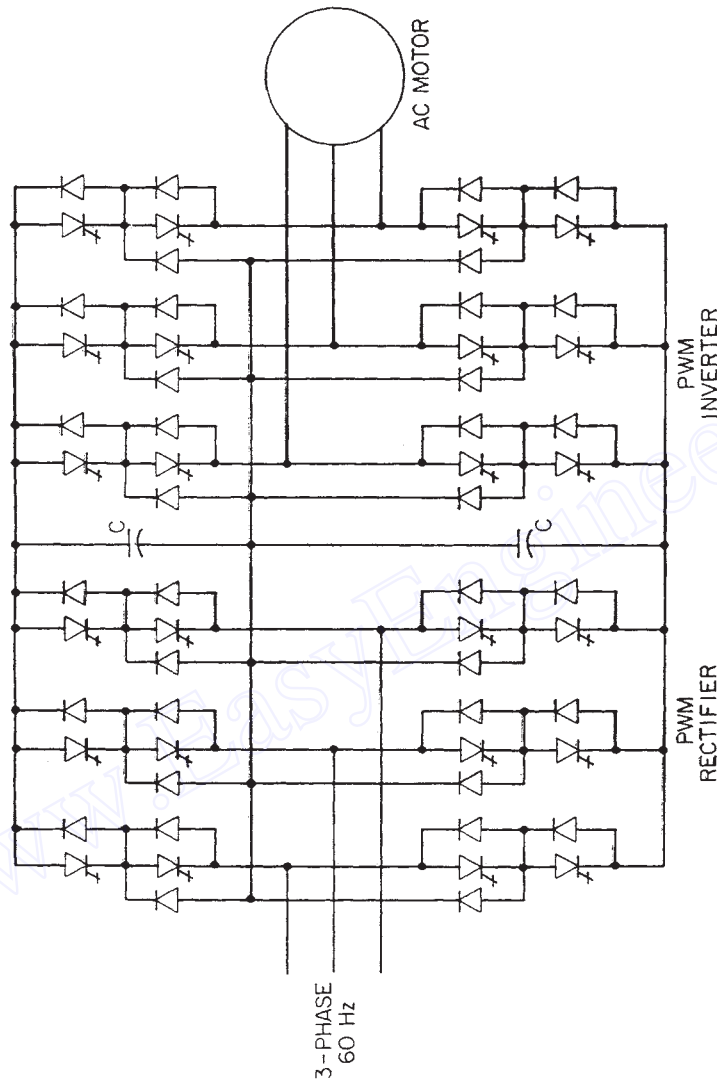 3-PHASE
60 Hz
C
C
AC MOTOR
PWM
RECTIFIER
PWM
INVERTER